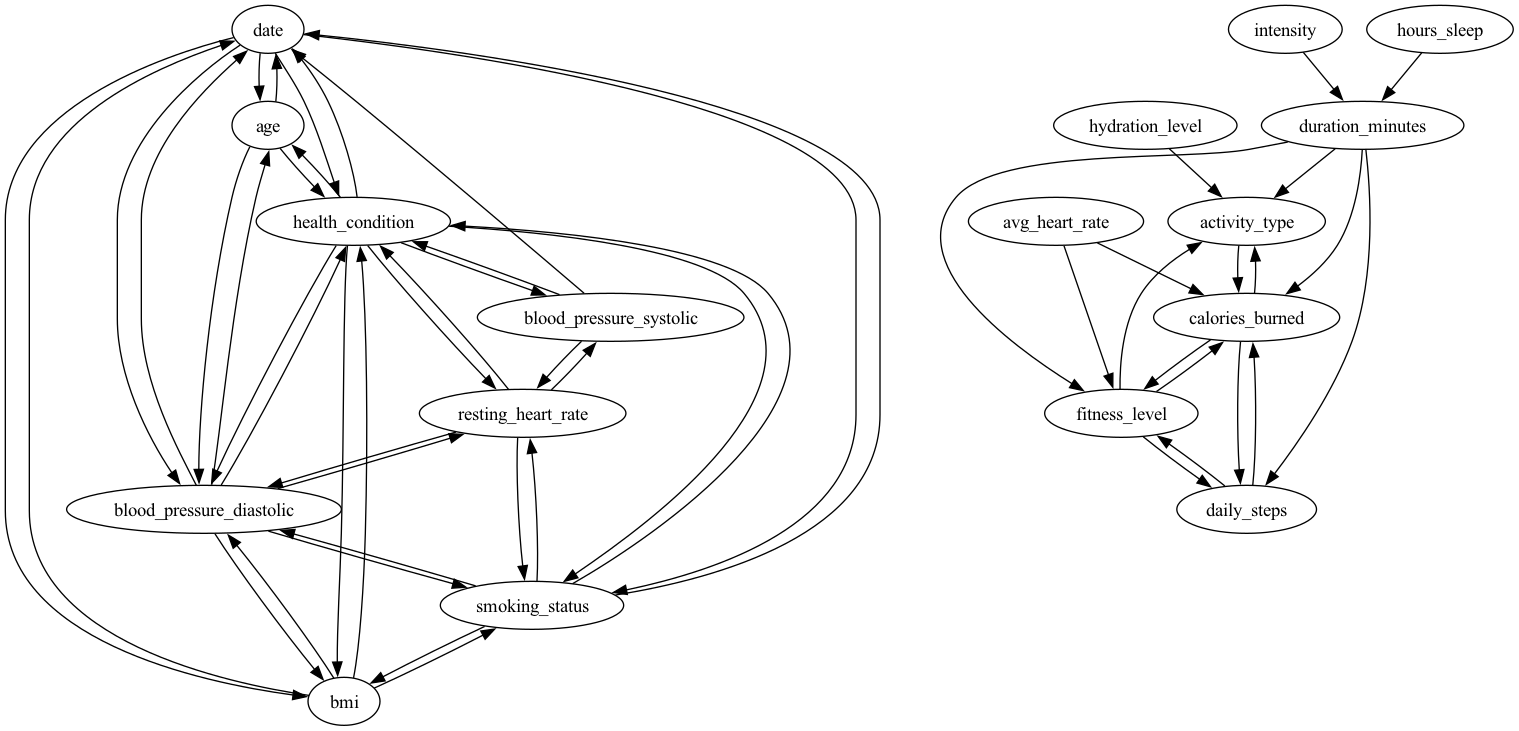 date
intensity
hours_sleep
age
hydration_level
duration_minutes
health_condition
avg_heart_rate
activity_type
blood_pressure_systolic
calories_burned
resting_heart_rate
fitness_level
blood_pressure_diastolic
daily_steps
smoking_status
bmi